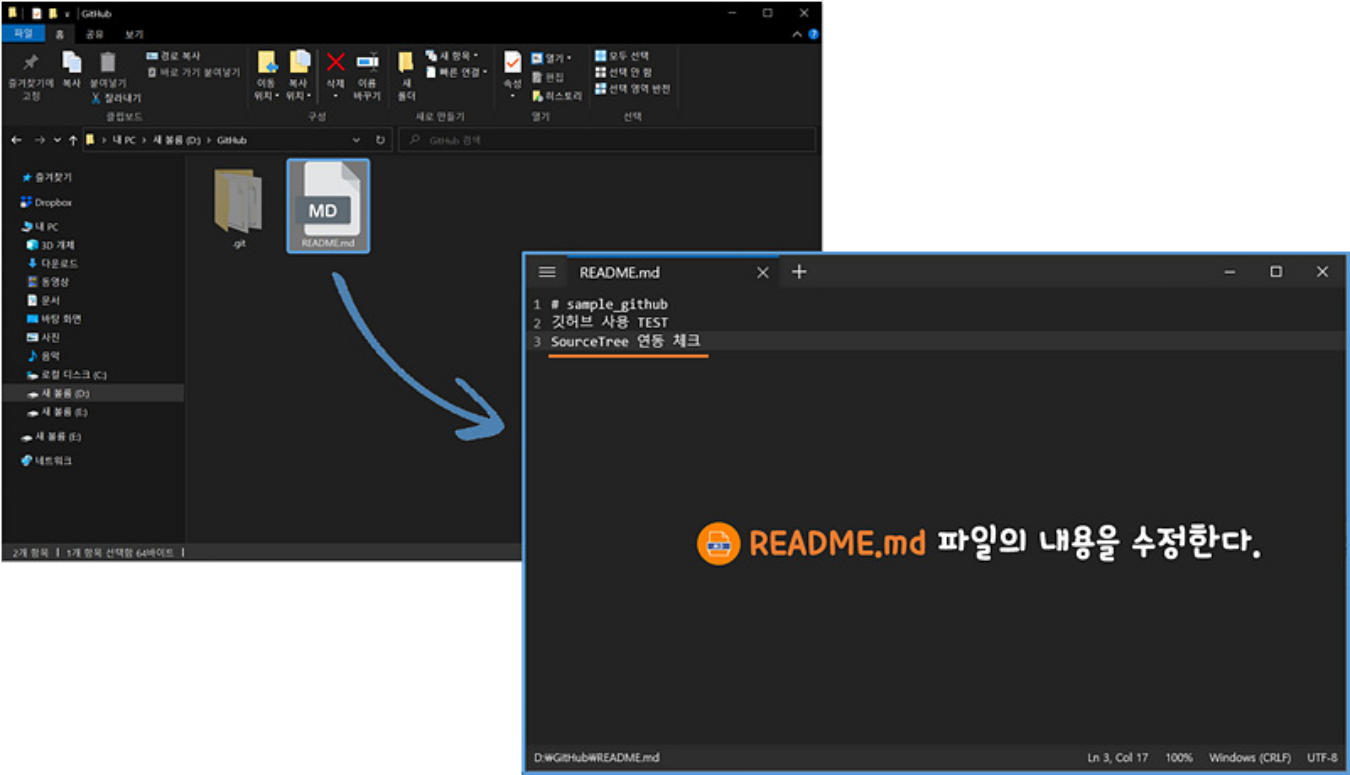 GitHub
파일 홈 공유 보기
즐겨찾기에 고정
복사
붙여넣기
경로 복사
바로 가기 붙여넣기
잘라내기
클립보드
이동 위치
복사 위치
삭제
이름 바꾸기
구성
새 폴더
새 항목
빠른 연결
새로 만들기
속성
열기
편집
히스토리
열기
모두 선택
선택 안 함
선택 영역 반전
선택
내 PC > 새 볼륨 (D:) > GitHub
GitHub 검색
즐겨찾기
Dropbox
내 PC
3D 개체
다운로드
동영상
문서
바탕 화면
사진
음악
로컬 디스크 (C:)
새 볼륨 (D:)
새 볼륨 (E:)
새 볼륨 (E:)
네트워크
.git
MD
README.md
2개 항목 | 1개 항목 선택함 64바이트 |
README.md
1 # sample_github
2 깃허브 사용 TEST
3 SourceTree 연동 체크
README.md 파일의 내용을 수정한다.
D:₩GitHub₩README.md
Ln 3, Col 17 100% Windows (CRLF) UTF-8